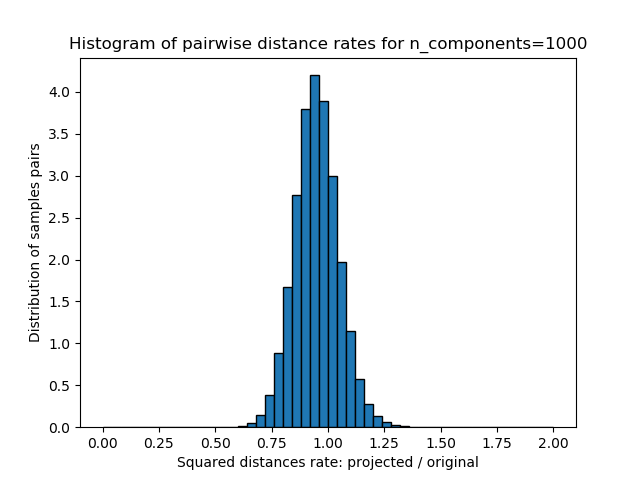 Histogram of pairwise distance rates for n_components=1000
4.0
3.5
3.0
2.5
2.0
1.5
1.0
0.5
0.0
Distribution of samples pairs
0.00 0.25 0.50 0.75 1.00 1.25 1.50 1.75 2.00
Squared distances rate: projected / original